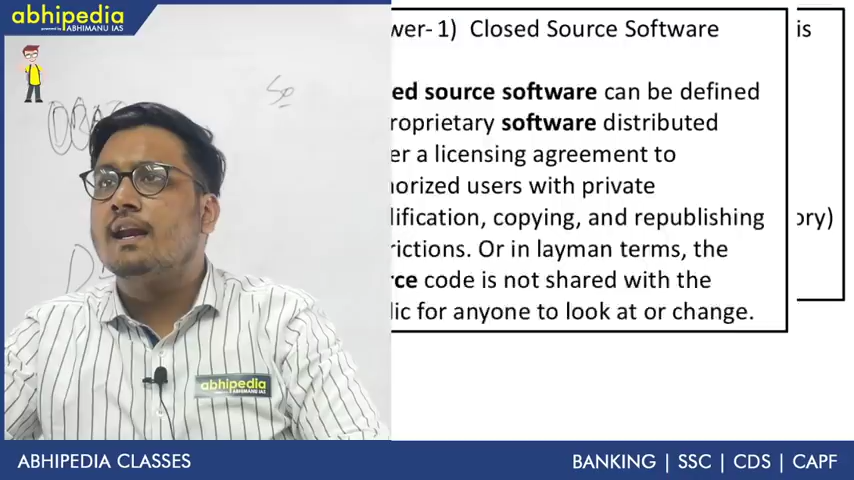 abhipedia
powered by ABHIMANU IAS
wer- 1) Closed Source Software
is
ed source software can be defined
roprietary software distributed
er a licensing agreement to
orized users with private
lification, copying, and republishing
ory)
rictions. Or in layman terms, the
rce code is not shared with the
lic for anyone to look at or change.
abhipedia
ABHIMANU IAS
ABHIPEDIA CLASSES
BANKING | SSC | CDS | CAPF